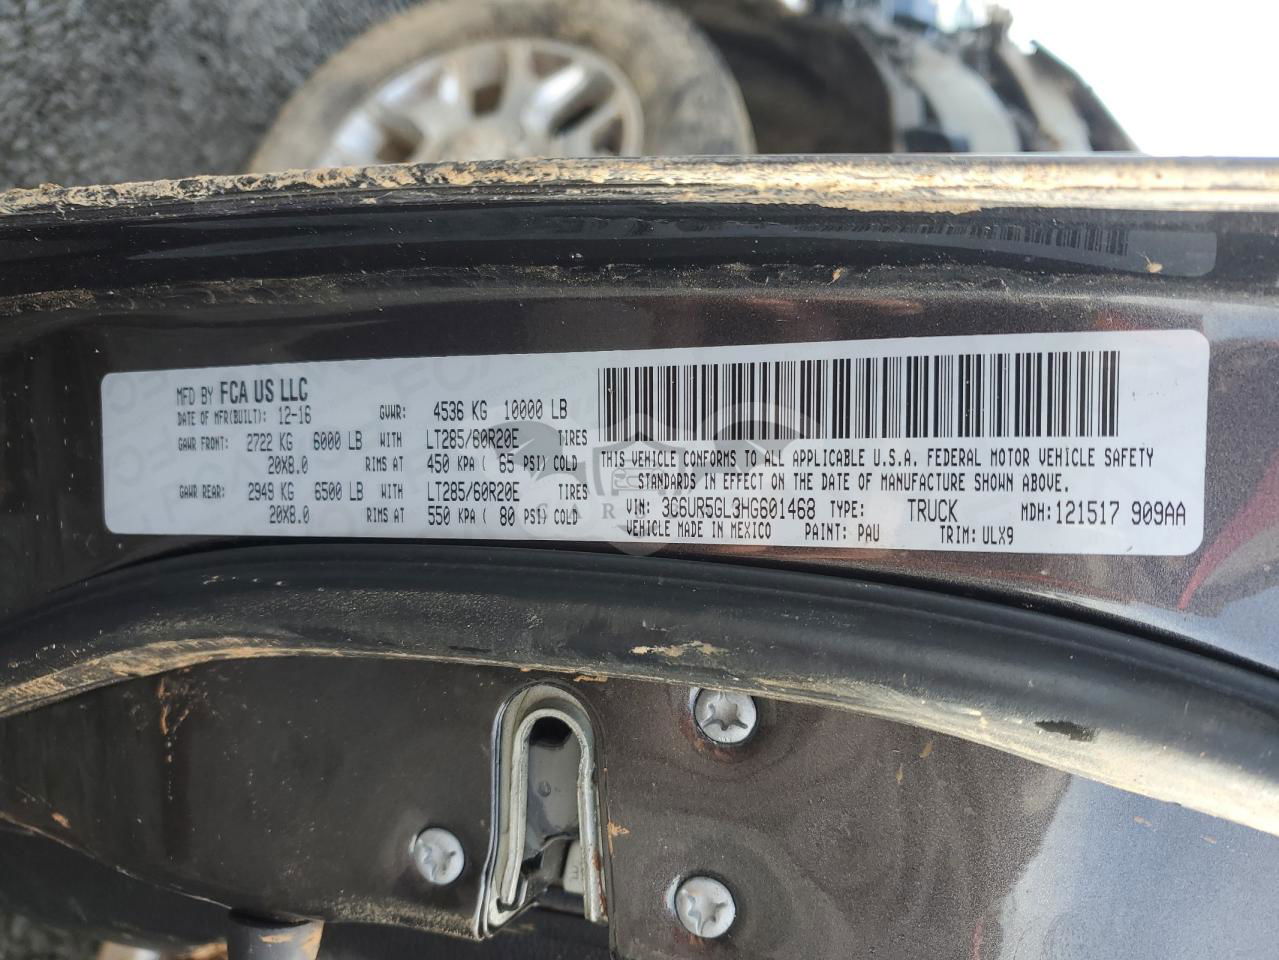 MFD BY FCA US LLC
DATE OF MFR(BUILT): 12-16 GVWR: 4536 KG 10000 LB
GAWR FRONT: 2722 KG 6000 LB WITH LT285/60R20E TIRES
20X8.0 RIMS AT 450 KPA ( 65 PSI) COLD
GAWR REAR: 2949 KG 6500 LB WITH LT285/60R20E TIRES
20X8.0 RIMS AT 550 KPA ( 80 PSI) COLD
THIS VEHICLE CONFORMS TO ALL APPLICABLE U.S.A. FEDERAL MOTOR VEHICLE SAFETY
STANDARDS IN EFFECT ON THE DATE OF MANUFACTURE SHOWN ABOVE.
VIN: 3C6UR5GL3HG601468 TYPE: TRUCK MDH: 121517 909AA
VEHICLE MADE IN MEXICO PAINT: PAU TRIM: ULX9